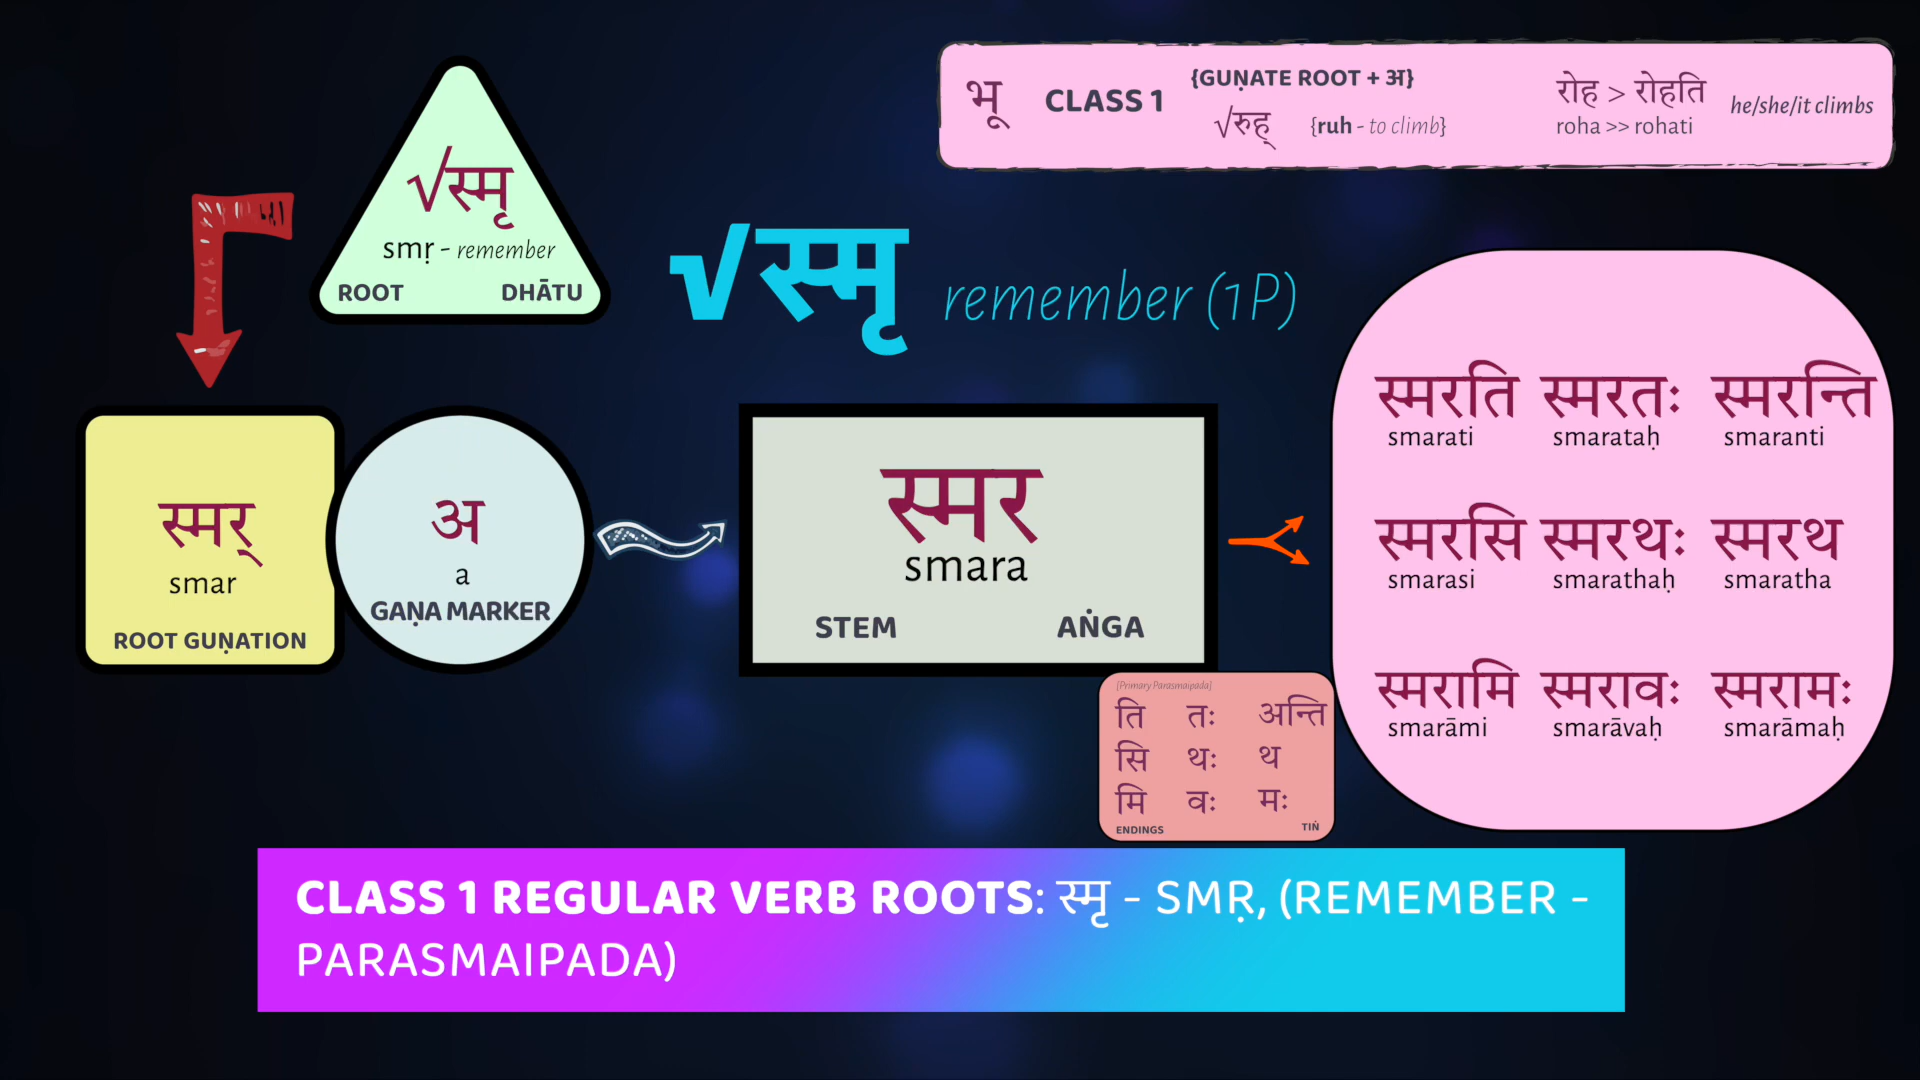 भू CLASS 1 {GUṆATE ROOT + अ} रोह > रोहति he/she/it climbs
√रुह् {ruh - to climb} roha >> rohati
√स्मृ
smṛ - remember
ROOT DHĀTU
√स्मृ remember (1P)
स्मर्
smar
ROOT GUṆATION
अ
a
GAṆA MARKER
स्मर
smara
STEM AṄGA
स्मरति स्मरतः स्मरन्ति
smarati smarataḥ smaranti
स्मरसि स्मरथः स्मरथ
smarasi smarathaḥ smaratha
स्मरामि स्मरावः स्मरामः
smarāmi smarāvaḥ smarāmaḥ
[Primary Parasmaipada]
ति तः अन्ति
सि थः थ
मि वः मः
ENDINGS TIṄ
CLASS 1 REGULAR VERB ROOTS: स्मृ - SMṚ, (REMEMBER -
PARASMAIPADA)